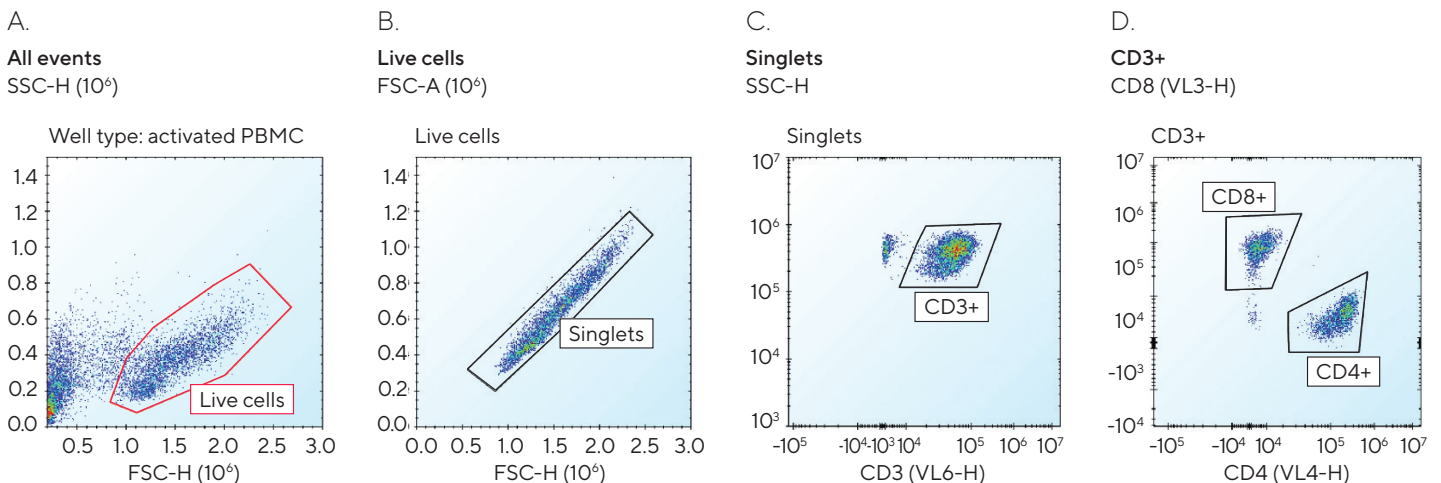 A.
All events
SSC-H (10⁶)
Well type: activated PBMC
1.4
1.2
1.0
0.8
0.6
0.4
0.2
0.0
Live cells
0.5 1.0 1.5 2.0 2.5 3.0
FSC-H (10⁶)
B.
Live cells
FSC-A (10⁶)
Live cells
1.4
1.2
1.0
0.8
0.6
0.4
0.2
0.0
Singlets
0.0 0.5 1.0 1.5 2.0 2.5 3.0
FSC-H (10⁶)
C.
Singlets
SSC-H
Singlets
10⁷
10⁶
10⁵
10⁴
10³
CD3+
-10⁵ -10⁴ -10³ 10⁴ 10⁵ 10⁶ 10⁷
CD3 (VL6-H)
D.
CD3+
CD8 (VL3-H)
CD3+
10⁷
10⁶
10⁵
10⁴
-10³
-10⁴
CD8+
CD4+
-10⁵ -10⁴ 10⁴ 10⁵ 10⁶ 10⁷
CD4 (VL4-H)